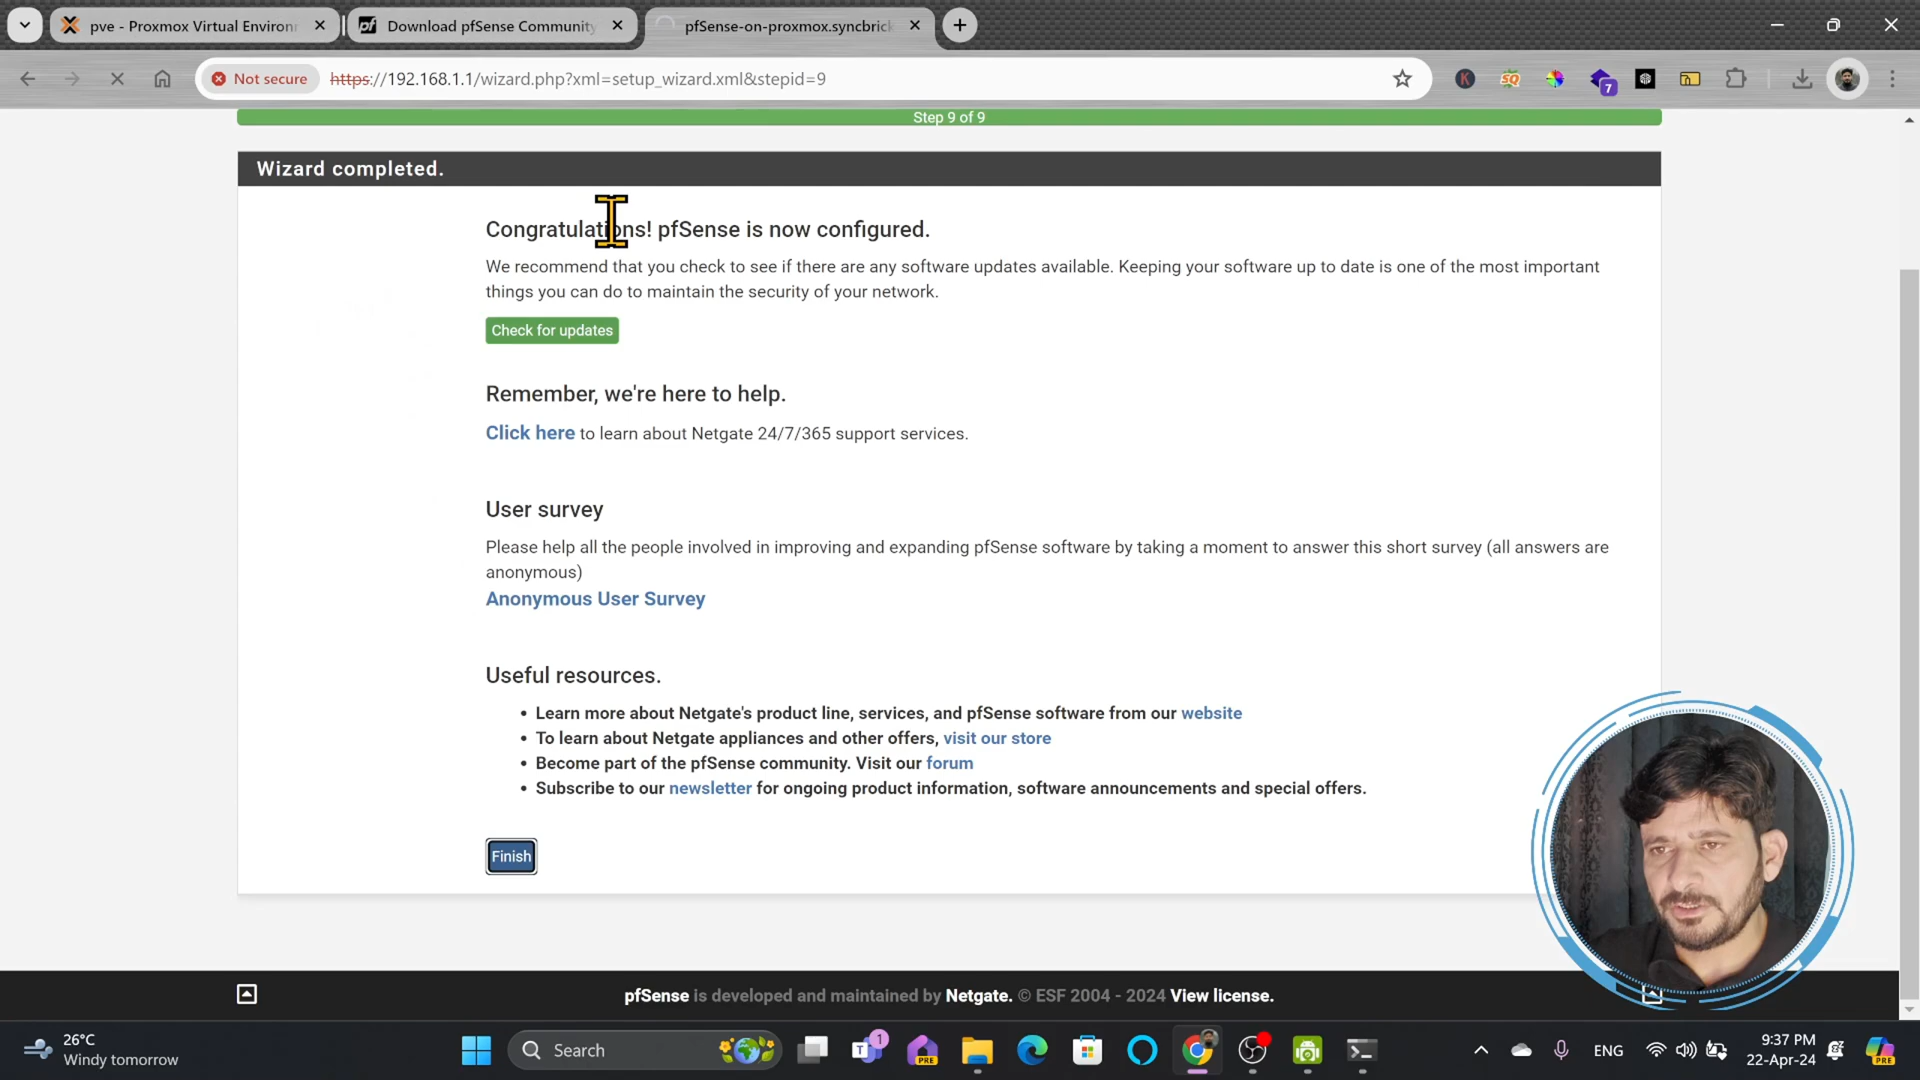 pve - Proxmox Virtual Environ
Download pfSense Community
pfSense-on-proxmox.syncbrick
Not secure
https://192.168.1.1/wizard.php?xml=setup_wizard.xml&stepid=9
K
SQ
7
Step 9 of 9
Wizard completed.
Congratulations! pfSense is now configured.
We recommend that you check to see if there are any software updates available. Keeping your software up to date is one of the most important
things you can do to maintain the security of your network.
Check for updates
Remember, we're here to help.
Click here to learn about Netgate 24/7/365 support services.
User survey
Please help all the people involved in improving and expanding pfSense software by taking a moment to answer this short survey (all answers are
anonymous)
Anonymous User Survey
Useful resources.
• Learn more about Netgate's product line, services, and pfSense software from our website
• To learn about Netgate appliances and other offers, visit our store
• Become part of the pfSense community. Visit our forum
• Subscribe to our newsletter for ongoing product information, software announcements and special offers.
Finish
pfSense is developed and maintained by Netgate. © ESF 2004 - 2024 View license.
26°C
Windy tomorrow
Search
T
1
PRE
ENG
9:37 PM
22-Apr-24
PRE